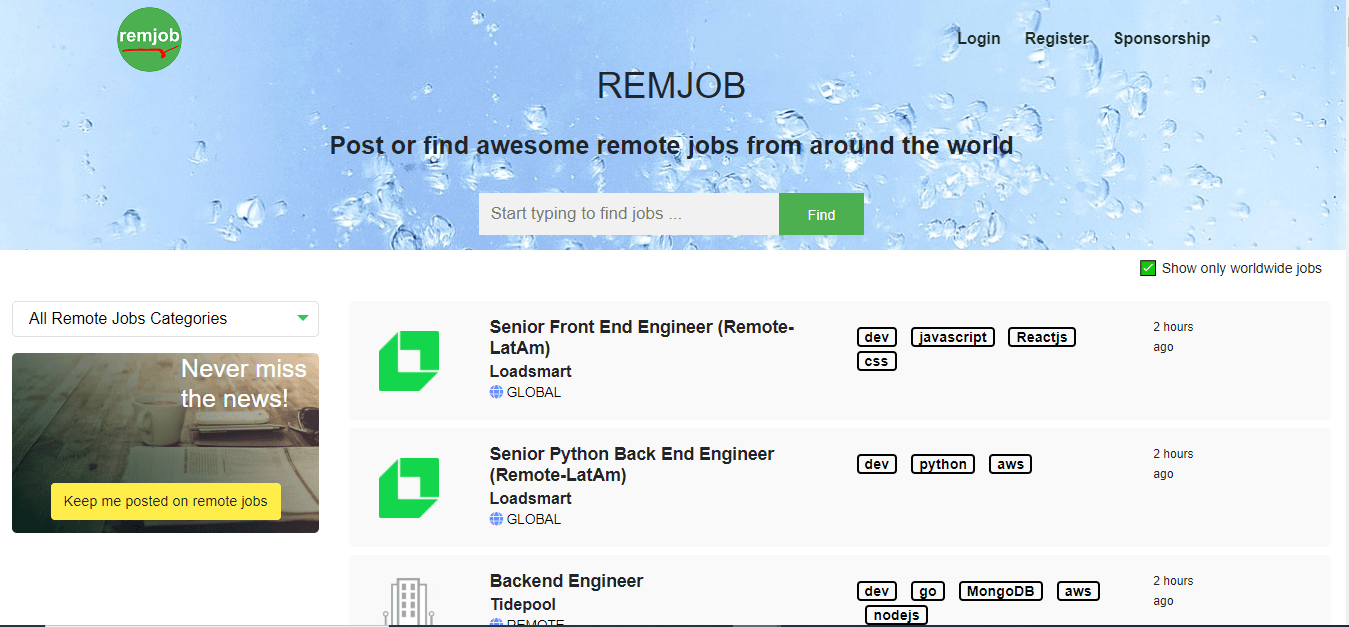 remjob
Login Register Sponsorship
REMJOB
Post or find awesome remote jobs from around the world
Start typing to find jobs ...
Find
Show only worldwide jobs
All Remote Jobs Categories
Never miss
the news!
Keep me posted on remote jobs
Senior Front End Engineer (Remote-
LatAm)
Loadsmart
GLOBAL
dev javascript Reactjs
css
2 hours
ago
Senior Python Back End Engineer
(Remote-LatAm)
Loadsmart
GLOBAL
dev python aws
2 hours
ago
Backend Engineer
Tidepool
REMOTE
dev go MongoDB aws
nodejs
2 hours
ago